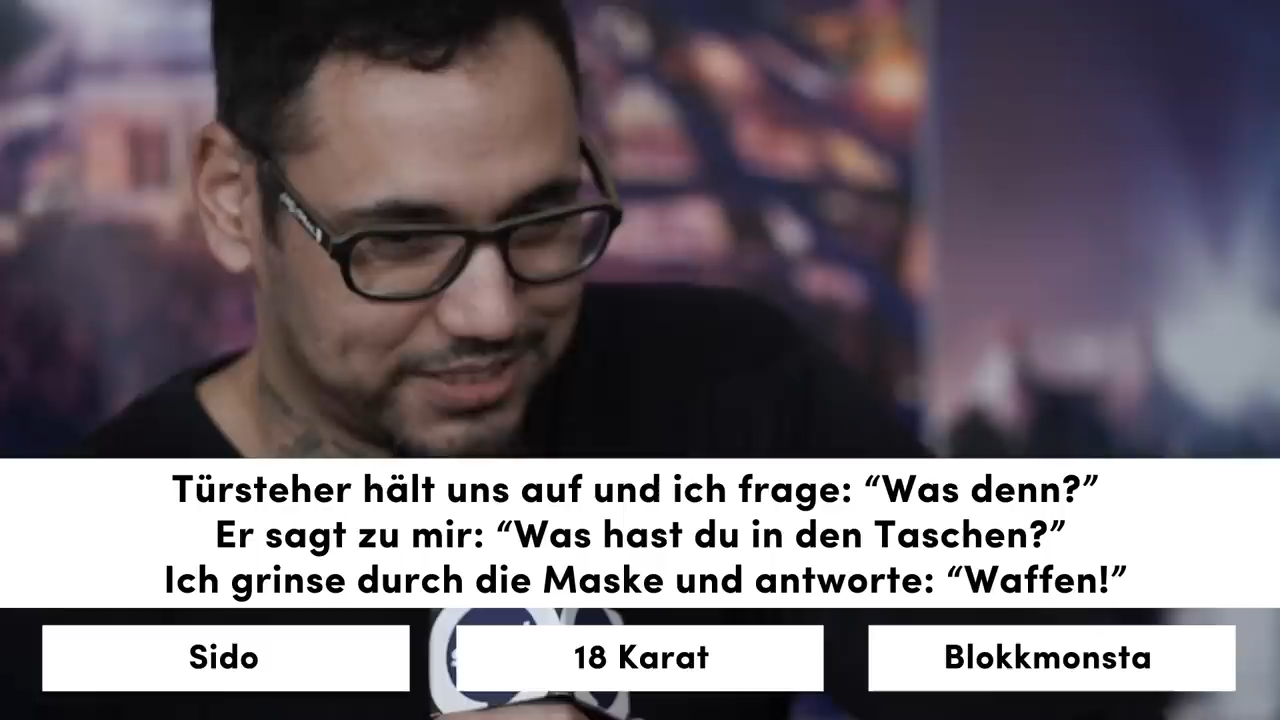 Türsteher hält uns auf und ich frage: “Was denn?”
Er sagt zu mir: “Was hast du in den Taschen?”
Ich grinse durch die Maske und antworte: “Waffen!”
Sido
18 Karat
Blokkmonsta